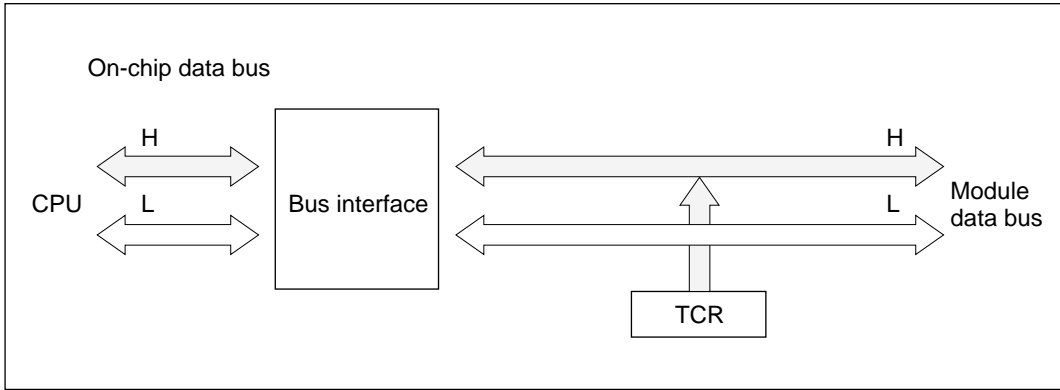 On-chip data bus
H
H
CPU
L
Bus interface
L
Module
data bus
TCR